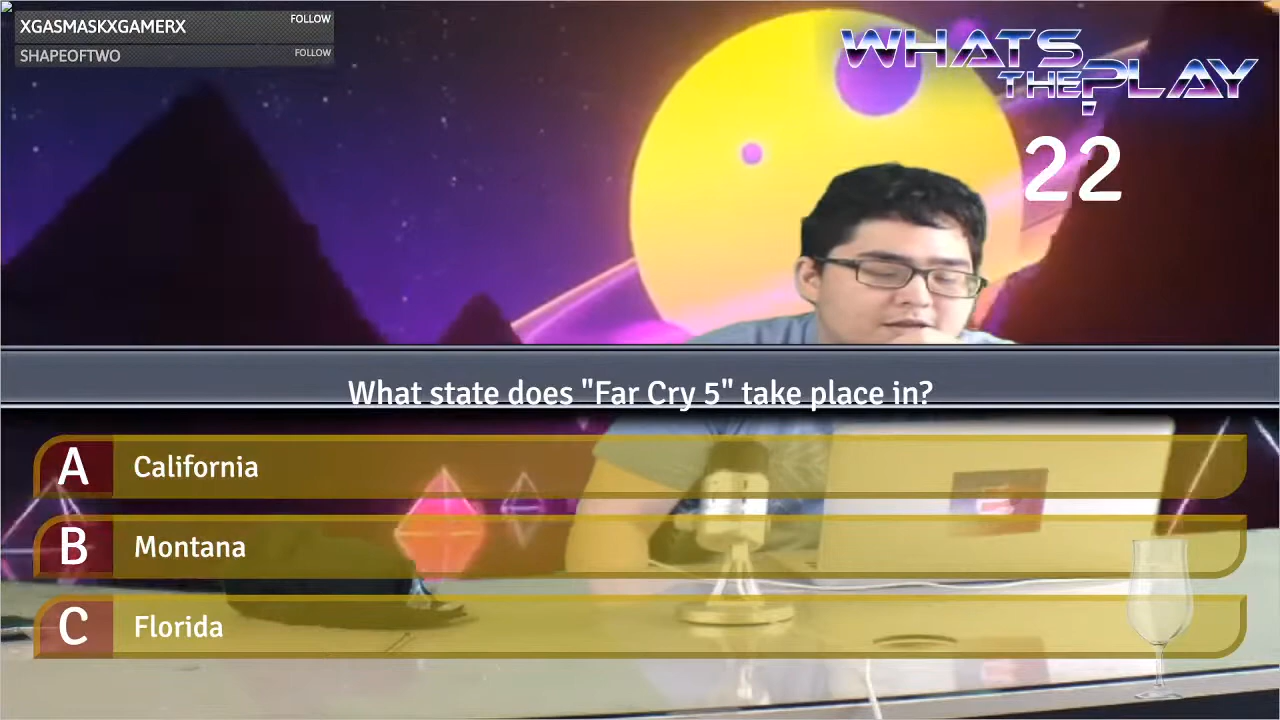 XGASMASKXGAMERX FOLLOW
SHAPEOFTWO FOLLOW
WHATS
THE PLAY
22
What state does "Far Cry 5" take place in?
A California
B Montana
C Florida